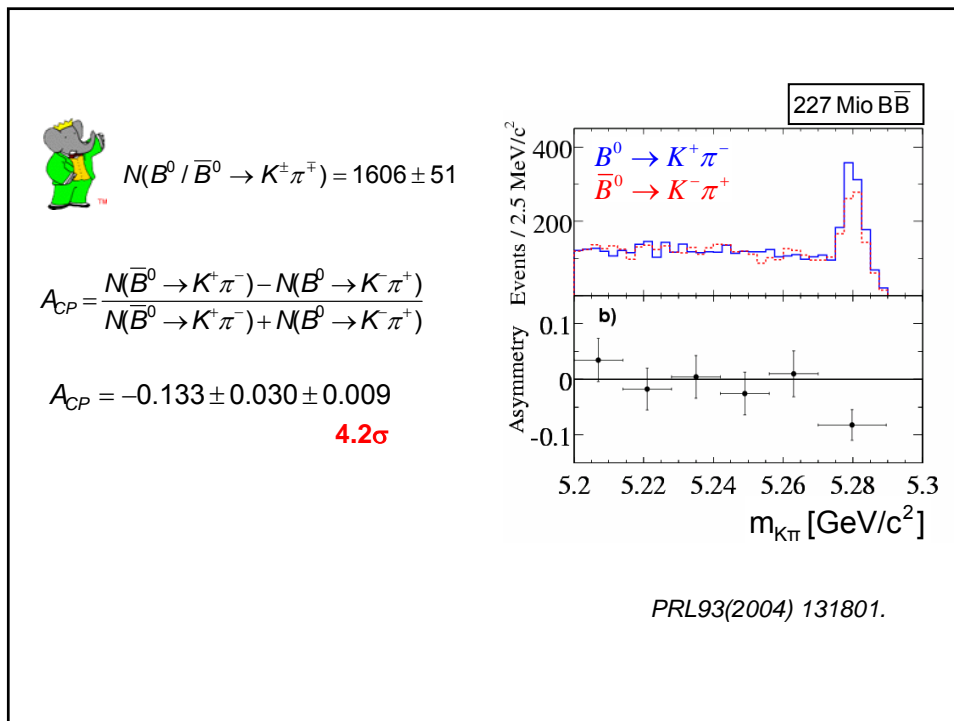 227 Mio BB̅
N(B⁰ / B̅⁰ → K^± π^∓) = 1606 ± 51
TM
A_CP = N(B̅⁰ → K⁺π⁻) − N(B⁰ → K⁻π⁺) / N(B̅⁰ → K⁺π⁻) + N(B⁰ → K⁻π⁺)
A_CP = −0.133 ± 0.030 ± 0.009
4.2σ
Events / 2.5 MeV/c²
400
200
B⁰ → K⁺π⁻
B̅⁰ → K⁻π⁺
Asymmetry
b)
0.1
0
-0.1
5.2 5.22 5.24 5.26 5.28 5.3
m_Kπ [GeV/c²]
PRL93(2004) 131801.